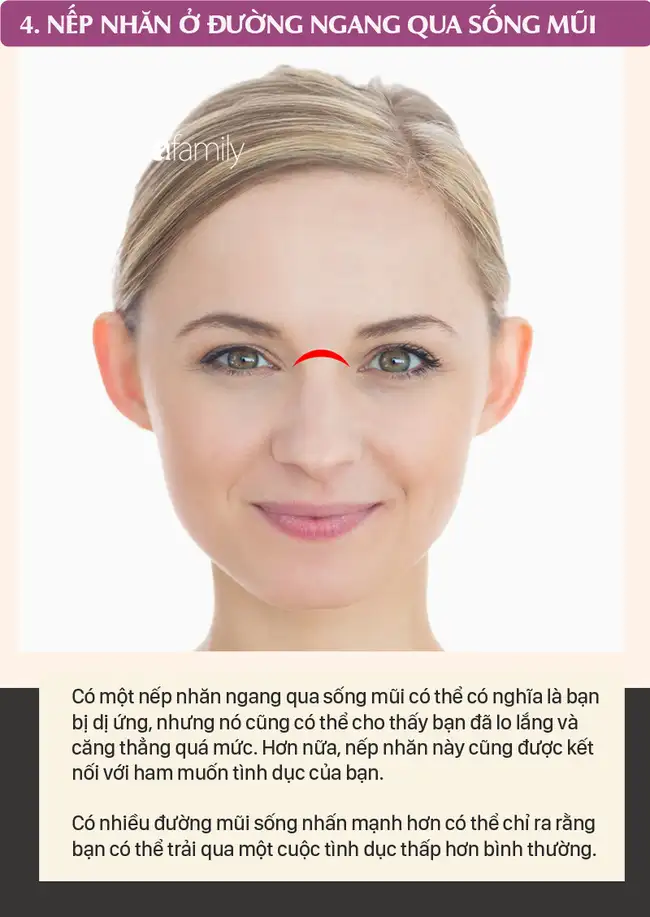 4. NẾP NHĂN Ở ĐƯỜNG NGANG QUA SỐNG MŨI
afamily
Có một nếp nhăn ngang qua sống mũi có thể có nghĩa là bạn
bị dị ứng, nhưng nó cũng có thể cho thấy bạn đã lo lắng và
căng thẳng quá mức. Hơn nữa, nếp nhăn này cũng được kết
nối với ham muốn tình dục của bạn.
Có nhiều đường mũi sống nhấn mạnh hơn có thể chỉ ra rằng
bạn có thể trải qua một cuộc tình dục thấp hơn bình thường.